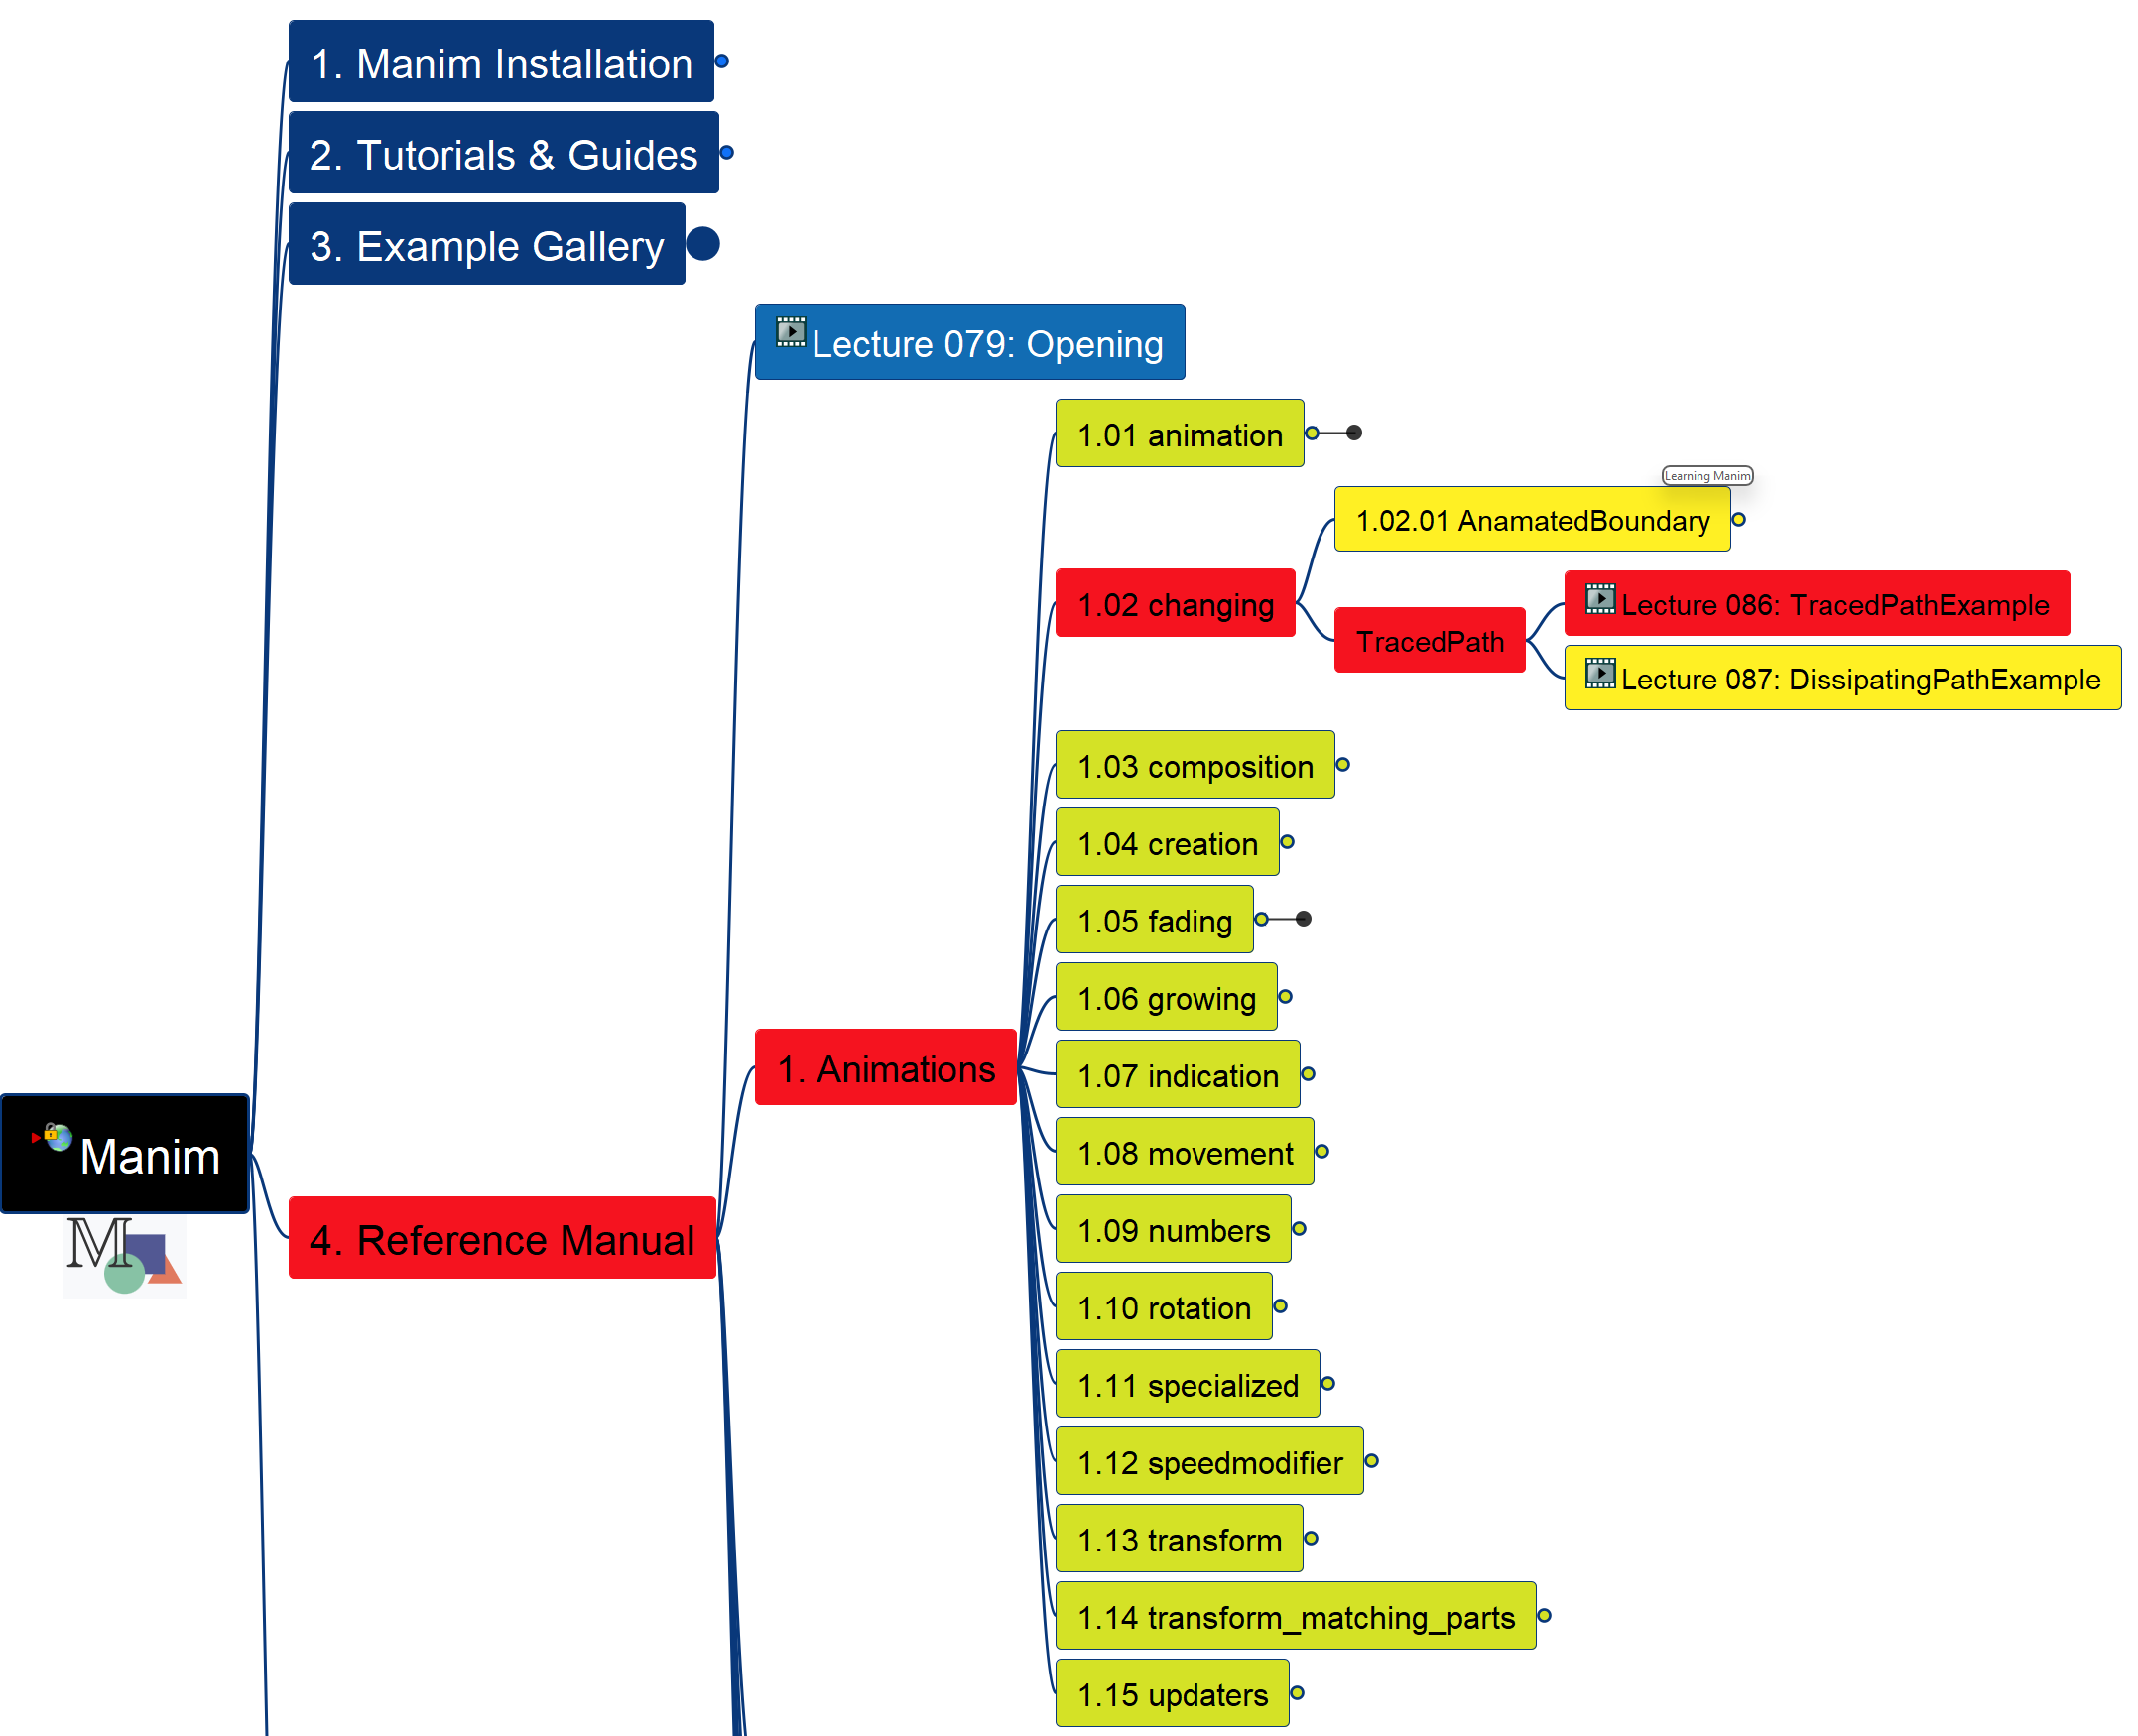 1. Manim Installation
2. Tutorials & Guides
3. Example Gallery
Lecture 079: Opening
1.01 animation
Learning Manim
1.02.01 AnamatedBoundary
1.02 changing
TracedPath
Lecture 086: TracedPathExample
Lecture 087: DissipatingPathExample
1.03 composition
1.04 creation
1.05 fading
1.06 growing
1. Animations
1.07 indication
1.08 movement
Manim
4. Reference Manual
M
1.09 numbers
1.10 rotation
1.11 specialized
1.12 speedmodifier
1.13 transform
1.14 transform_matching_parts
1.15 updaters